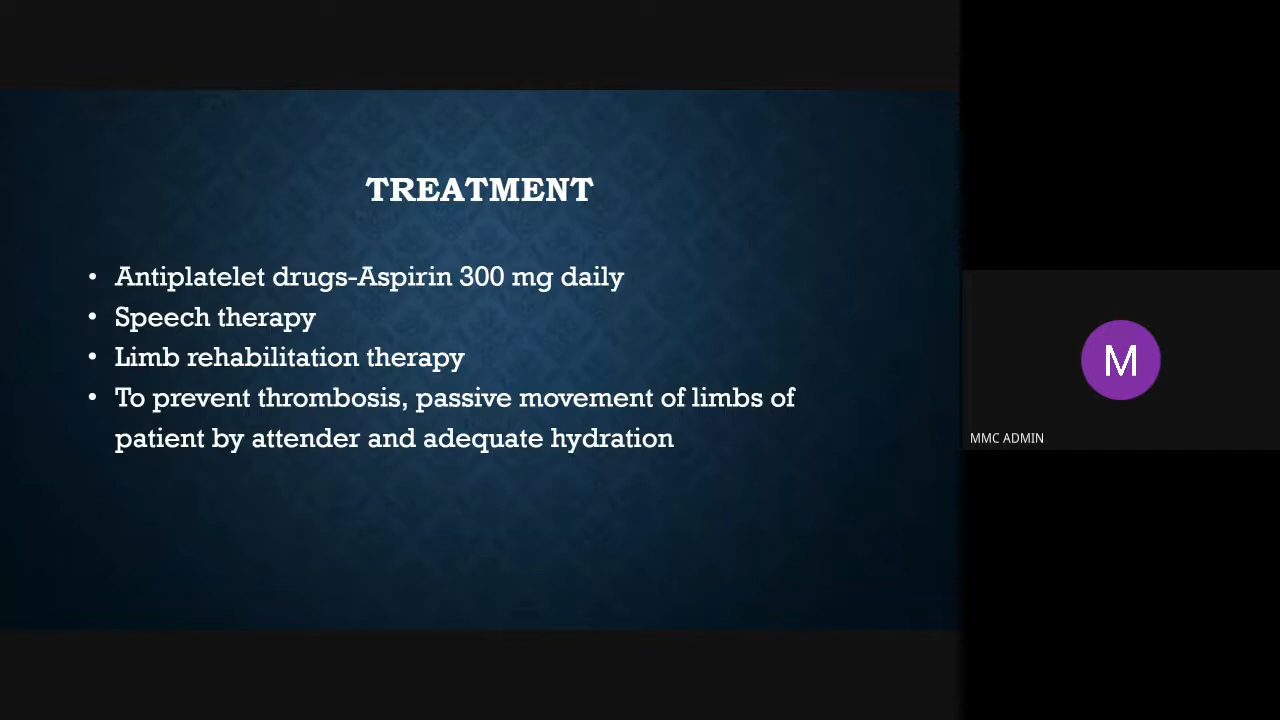 TREATMENT
• Antiplatelet drugs-Aspirin 300 mg daily
• Speech therapy
• Limb rehabilitation therapy
• To prevent thrombosis, passive movement of limbs of
patient by attender and adequate hydration
M
MMC ADMIN